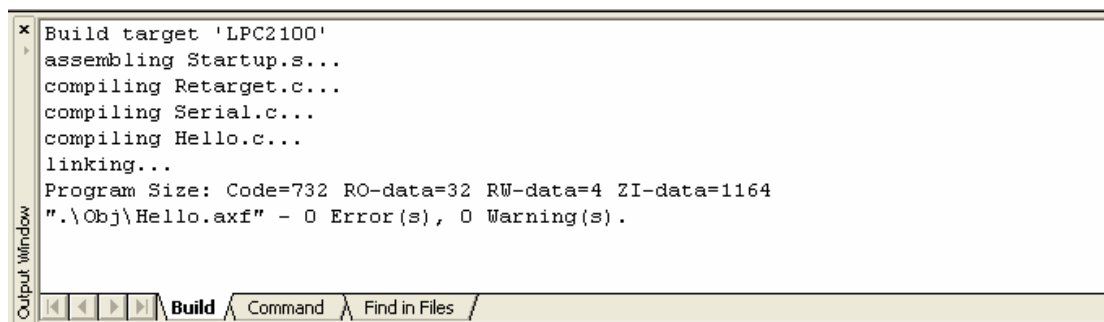 Build target 'LPC2100'
assembling Startup.s...
compiling Retarget.c...
compiling Serial.c...
compiling Hello.c...
linking...
Program Size: Code=732 RO-data=32 RW-data=4 ZI-data=1164
".\Obj\Hello.axf" - 0 Error(s), 0 Warning(s).
Output Window
Build Command Find in Files